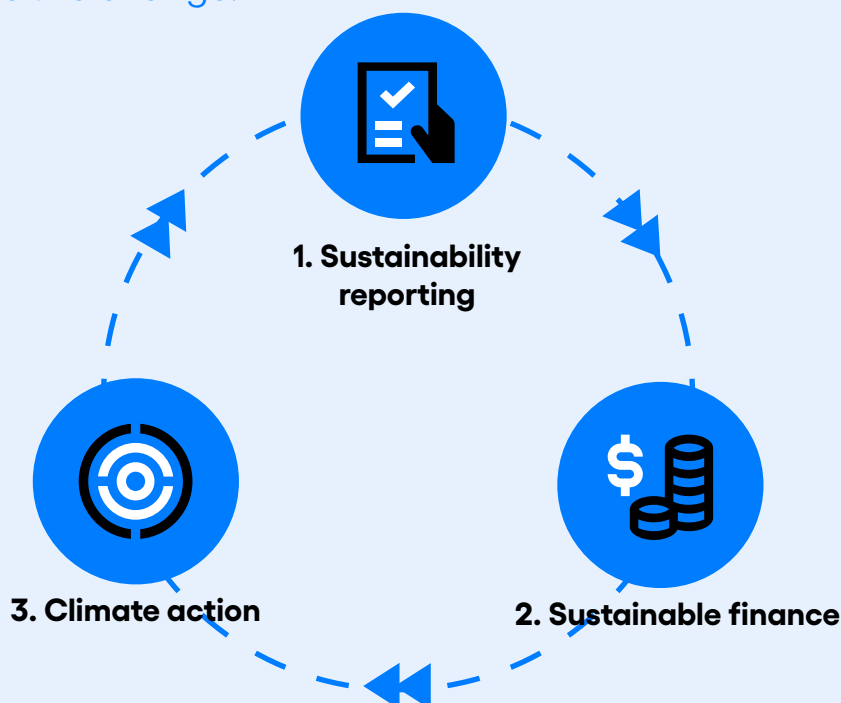 1. Sustainability
reporting
3. Climate action
2. Sustainable finance